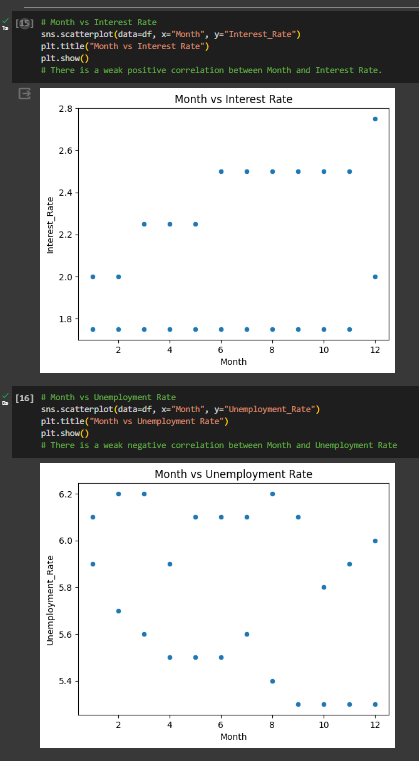 [15] # Month vs Interest Rate
sns.scatterplot(data=df, x="Month", y="Interest_Rate")
plt.title("Month vs Interest Rate")
plt.show()
# There is a weak positive correlation between Month and Interest Rate.
Month vs Interest Rate
2.8
2.6
2.4
2.2
2.0
1.8
Interest_Rate
2 4 6 8 10 12
Month
[16] # Month vs Unemployment Rate
sns.scatterplot(data=df, x="Month", y="Unemployment_Rate")
plt.title("Month vs Unemployment Rate")
plt.show()
# There is a weak negative correlation between Month and Unemployment Rate
Month vs Unemployment Rate
6.2
6.0
5.8
5.6
5.4
Unemployment_Rate
2 4 6 8 10 12
Month